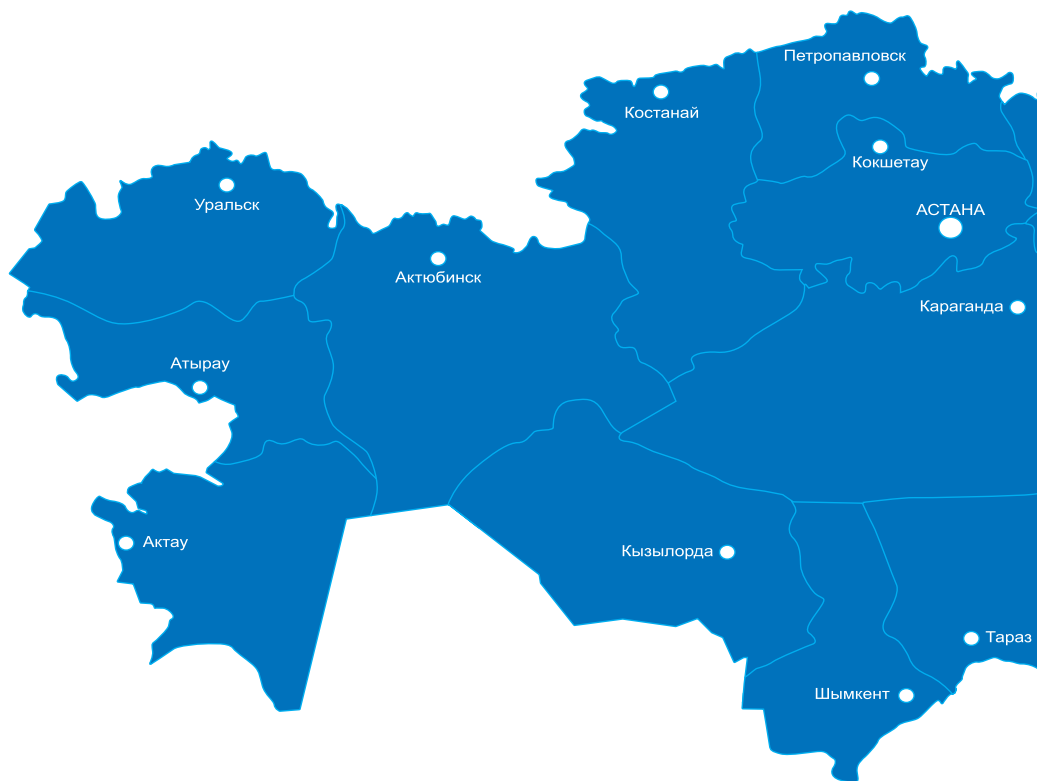 Петропавловск
Костанай
Кокшетау
Уральск
АСТАНА
Актюбинск
Караганда
Атырау
Актау
Кызылорда
Тараз
Шымкент